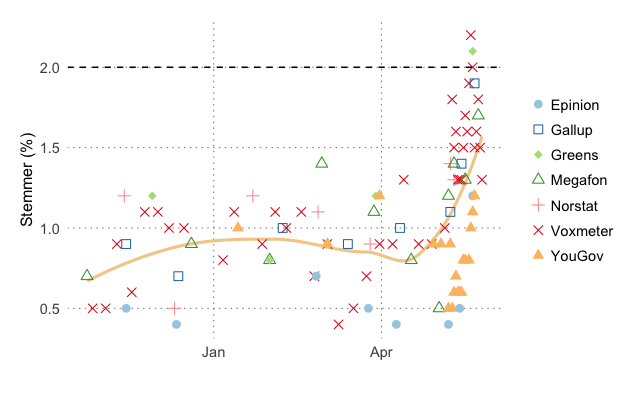 Stemmer (%)
2.0
1.5
1.0
0.5
Jan
Apr
Epinion
Gallup
Greens
Megafon
Norstat
Voxmeter
YouGov